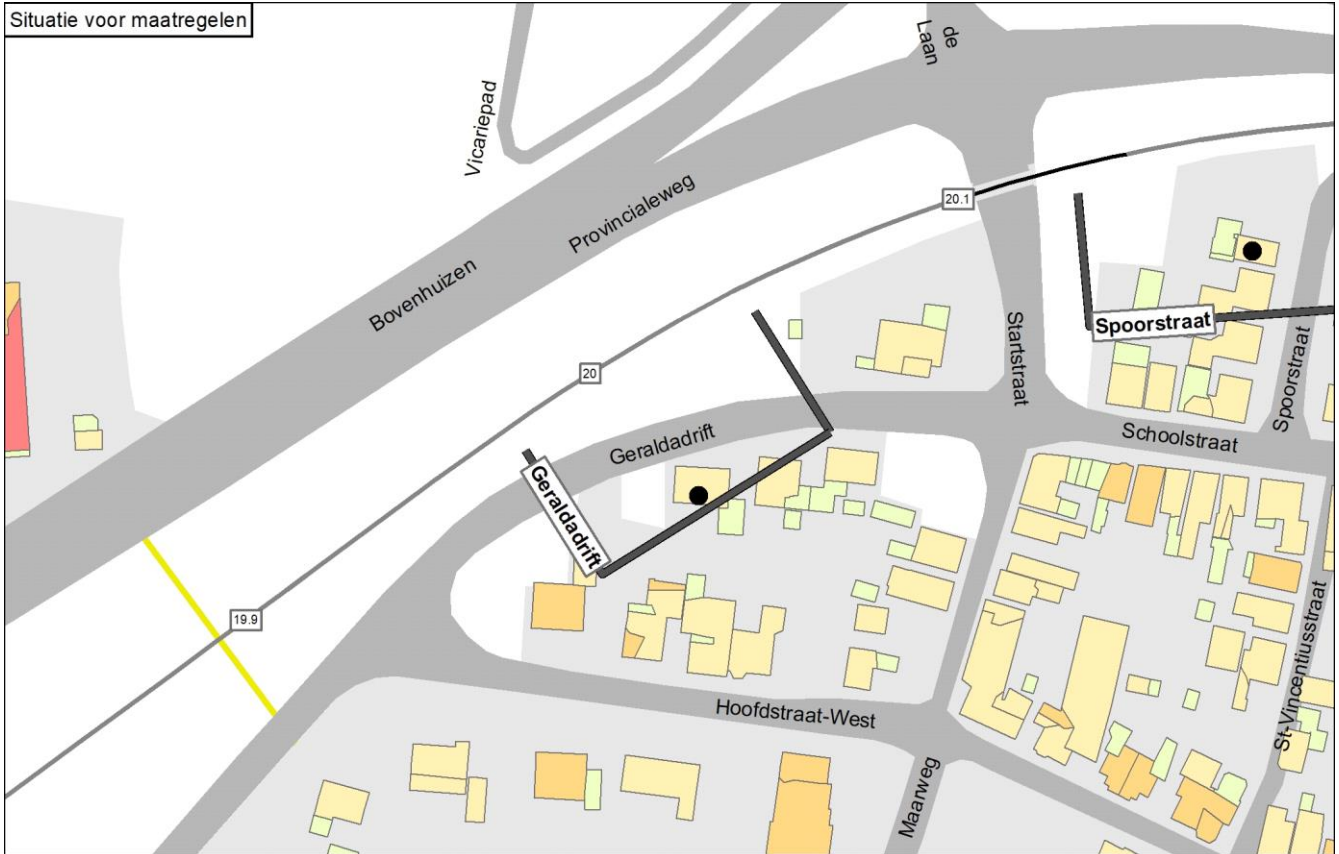 Situatie voor maatregelen
de
Laan
Vicariepad
Provincialeweg
Bovenhuizen
20.1
20
19.9
Spoorstraat
Startstraat
Spoorstraat
Schoolstraat
Geraldadrift
Geraldadrift
Hoofdstraat-West
St-Vincentiusstraat
Maarweg